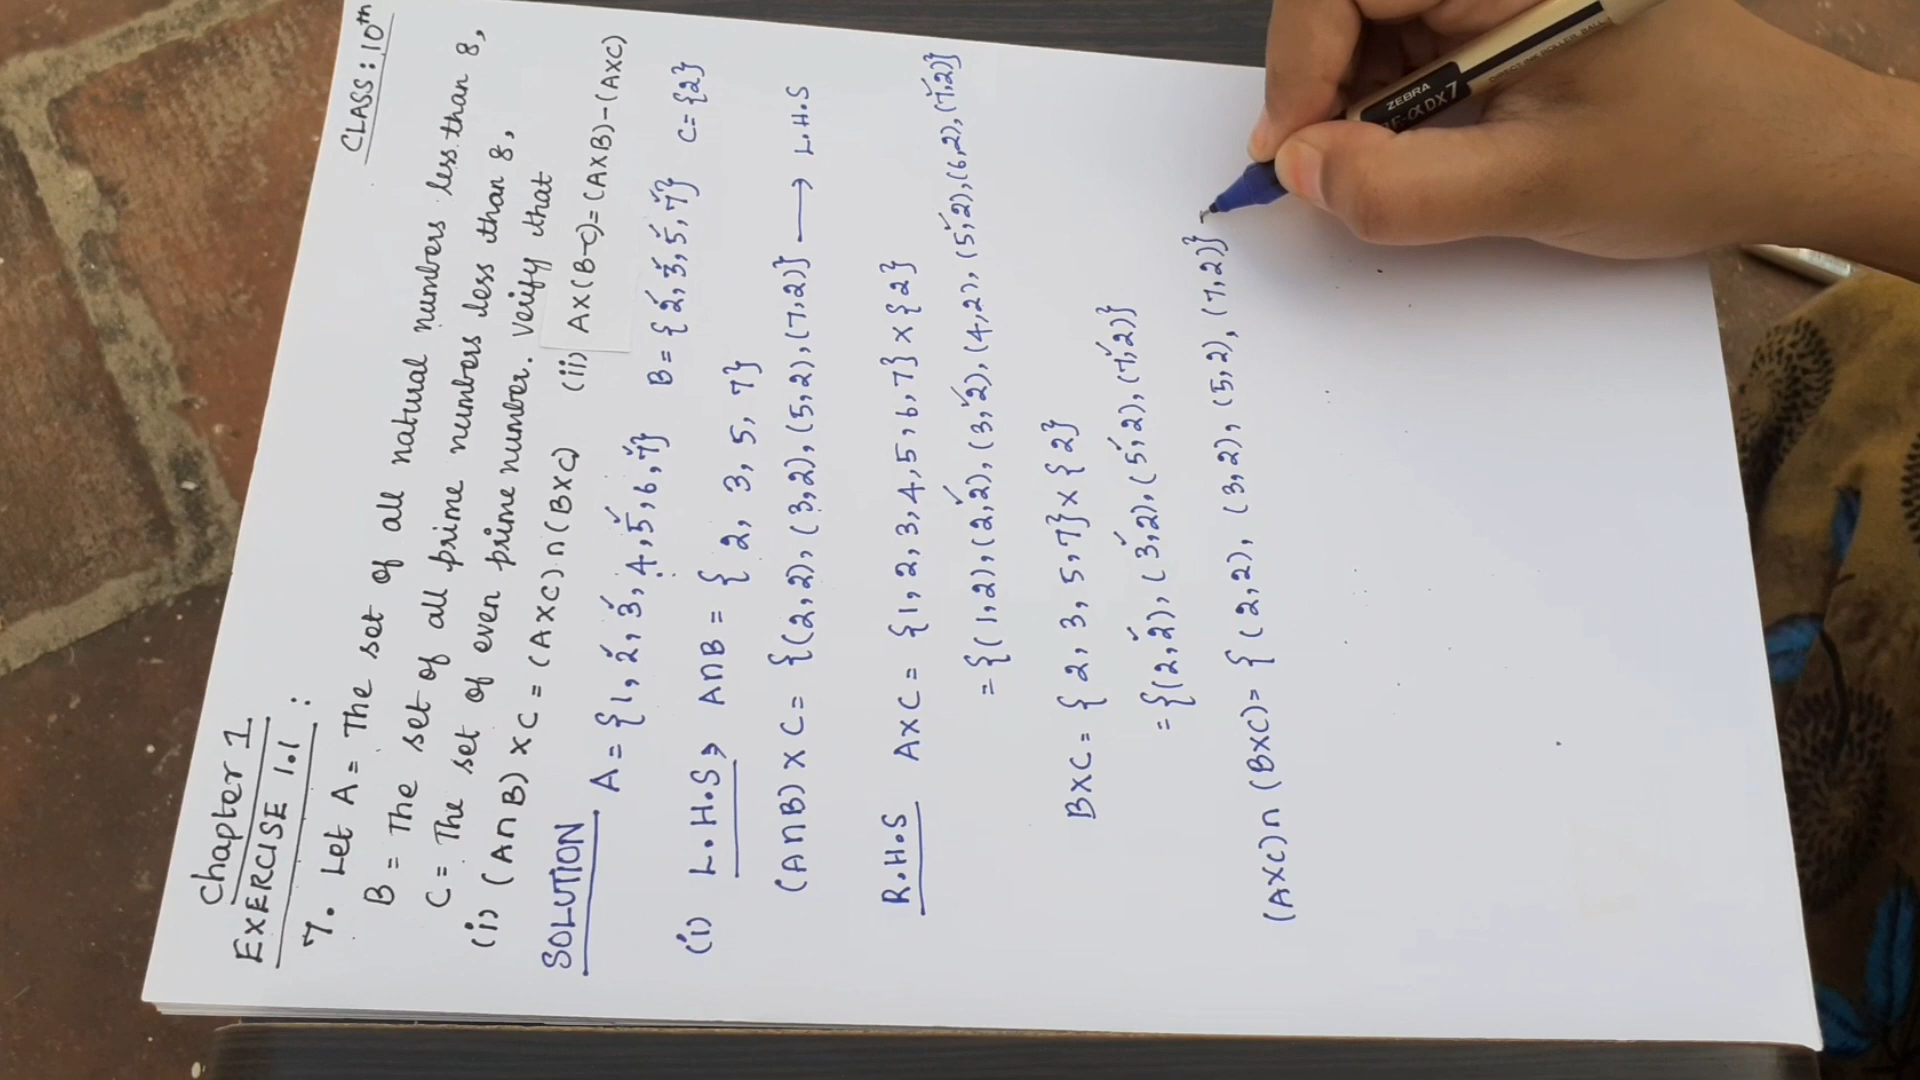 CLASS: 10th
Chapter 1
EXERCISE 1.1 :
7. Let A = The set of all natural numbers less than 8,
B = The set of all prime numbers less than 8,
C = The set of even prime number. Verify that
(i) (A∩B)×C = (A×C)∩(B×C) (ii) A×(B-C)=(A×B)-(A×C)
SOLUTION A = {1, 2, 3, 4, 5, 6, 7} B = {2, 3, 5, 7} C = {2}
(i) L.H.S, A∩B = { 2, 3, 5, 7}
(A∩B) × C = {(2,2), (3,2), (5,2), (7,2)} → L.H.S
R.H.S A×C = {1, 2, 3, 4, 5, 6, 7} × {2}
= {(1,2), (2,2), (3,2), (4,2), (5,2), (6,2), (7,2)}
B×C = {2, 3, 5, 7} × {2}
= {(2,2), (3,2), (5,2), (7,2)}
(A×C)∩(B×C) = {(2,2), (3,2), (5,2), (7,2)}
ZEBRA
DX7